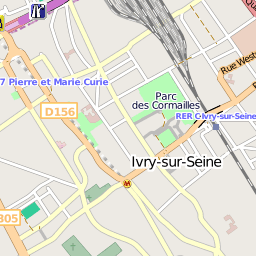 7 Pierre et Marie Curie
Rue West
Parc
des Cormailles
D156
RER C Ivry-sur-Seine
Ivry-sur-Seine
M
305